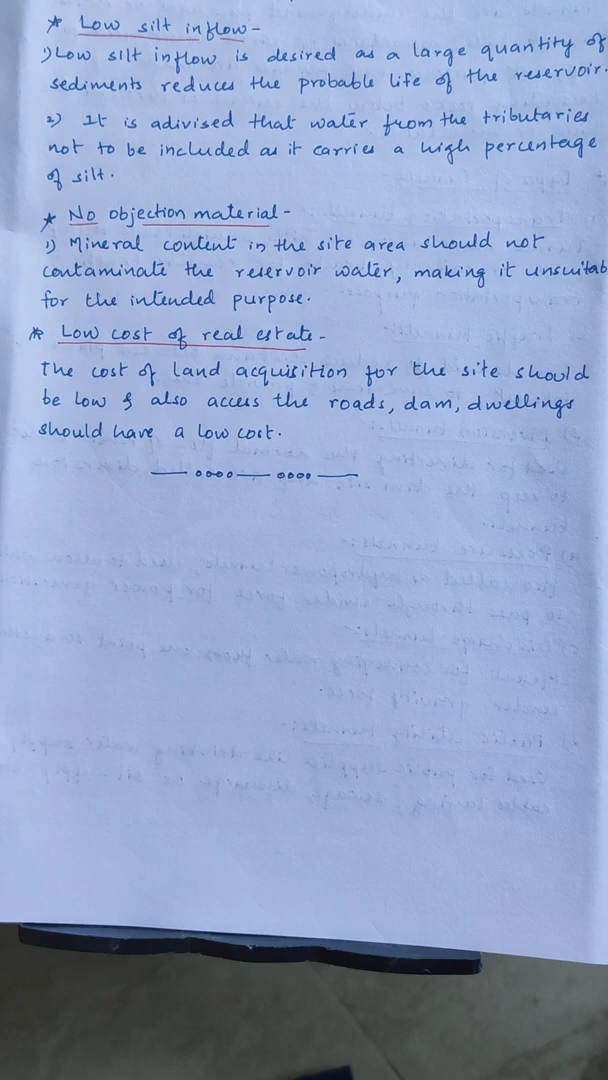 * Low silt inflow-
1) Low silt inflow is desired as a large quantity of
sediments reduces the probable life of the reservoir.
2) It is adivised that water from the tributaries
not to be included as it carries a high percentage
of silt.
* No objection material-
1) Mineral content in the site area should not
contaminate the reservoir water, making it unsuitab
for the intended purpose.
* Low cost of real estate-
The cost of land acquisition for the site should
be low & also access the roads, dam, dwellings
should have a low cost.